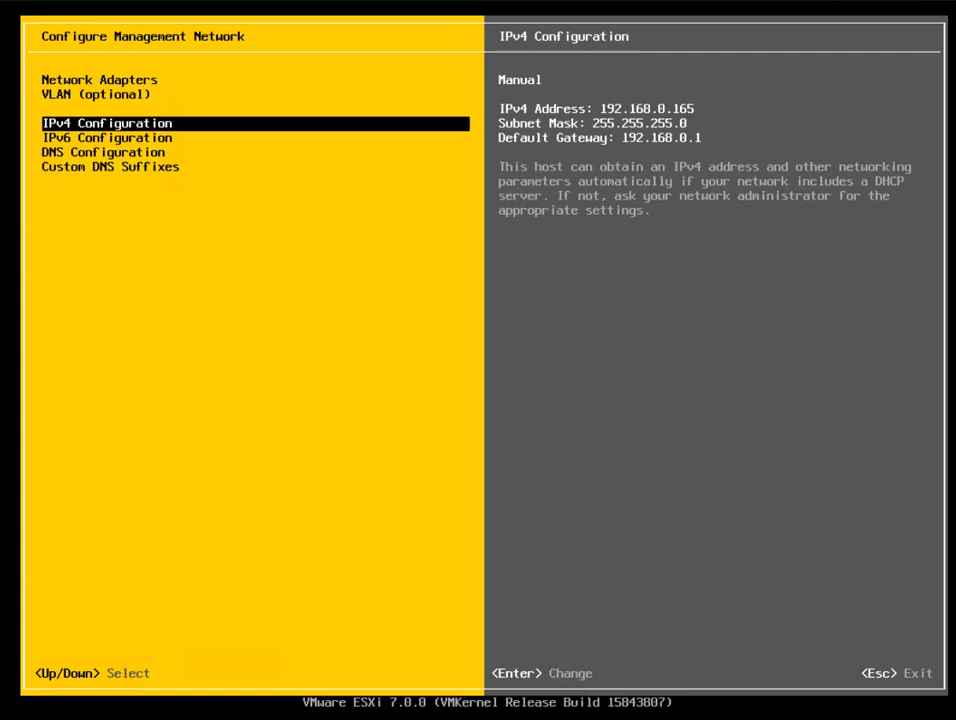 Configure Management Network
Network Adapters
VLAN (optional)
IPv4 Configuration
IPv6 Configuration
DNS Configuration
Custom DNS Suffixes
IPv4 Configuration
Manual
IPv4 Address: 192.168.0.165
Subnet Mask: 255.255.255.0
Default Gateway: 192.168.0.1
This host can obtain an IPv4 address and other networking
parameters automatically if your network includes a DHCP
server. If not, ask your network administrator for the
appropriate settings.
<Up/Down> Select
<Enter> Change
<Esc> Exit
VMware ESXi 7.0.0 (VMKernel Release Build 15843807)